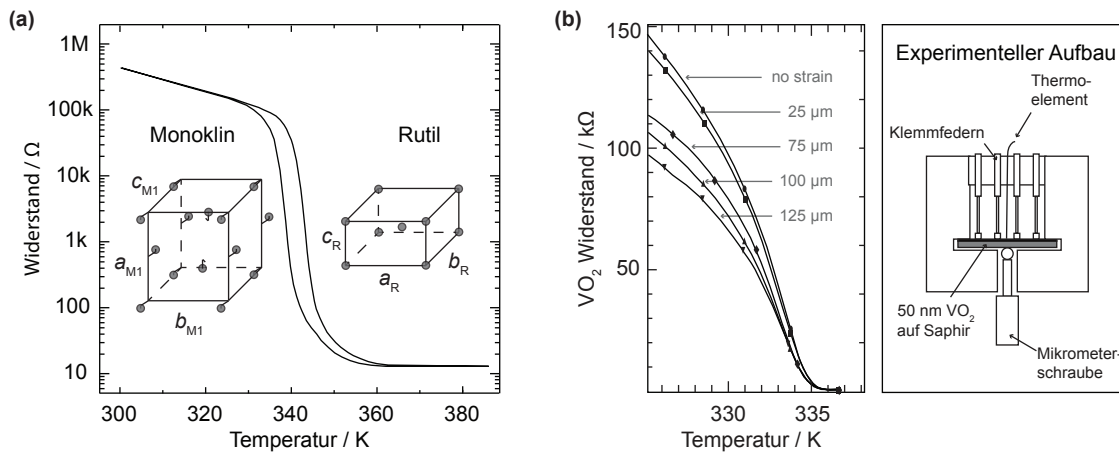 (a)
1M
100k
10k
1k
100
10
Widerstand / Ω
300
320
340
360
380
Temperatur / K
Monoklin
Rutil
c_M1
a_M1
b_M1
c_R
a_R
b_R
(b)
150
100
50
VO₂ Widerstand / kΩ
330
335
Temperatur / K
no strain
25 µm
75 µm
100 µm
125 µm
Experimenteller Aufbau
Thermo-
element
Klemmfedern
50 nm VO₂
auf Saphir
Mikrometer-
schraube